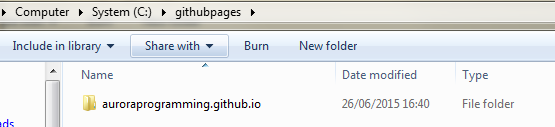 Computer ▸ System (C:) ▸ githubpages
Include in library ▾ Share with ▾ Burn New folder
Name Date modified Type
auroraprogramming.github.io 26/06/2015 16:40 File folder
ads